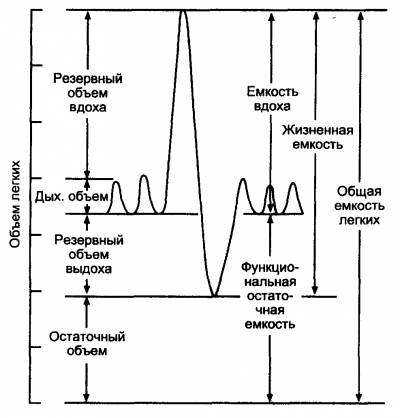 Объем легких
Резервный
объем
вдоха
Дых. объем
Резервный
объем
выдоха
Остаточный
объем
Емкость
вдоха
Функцио-
нальная
остаточ-
ная
емкость
Жизненная
емкость
Общая
емкость
легких